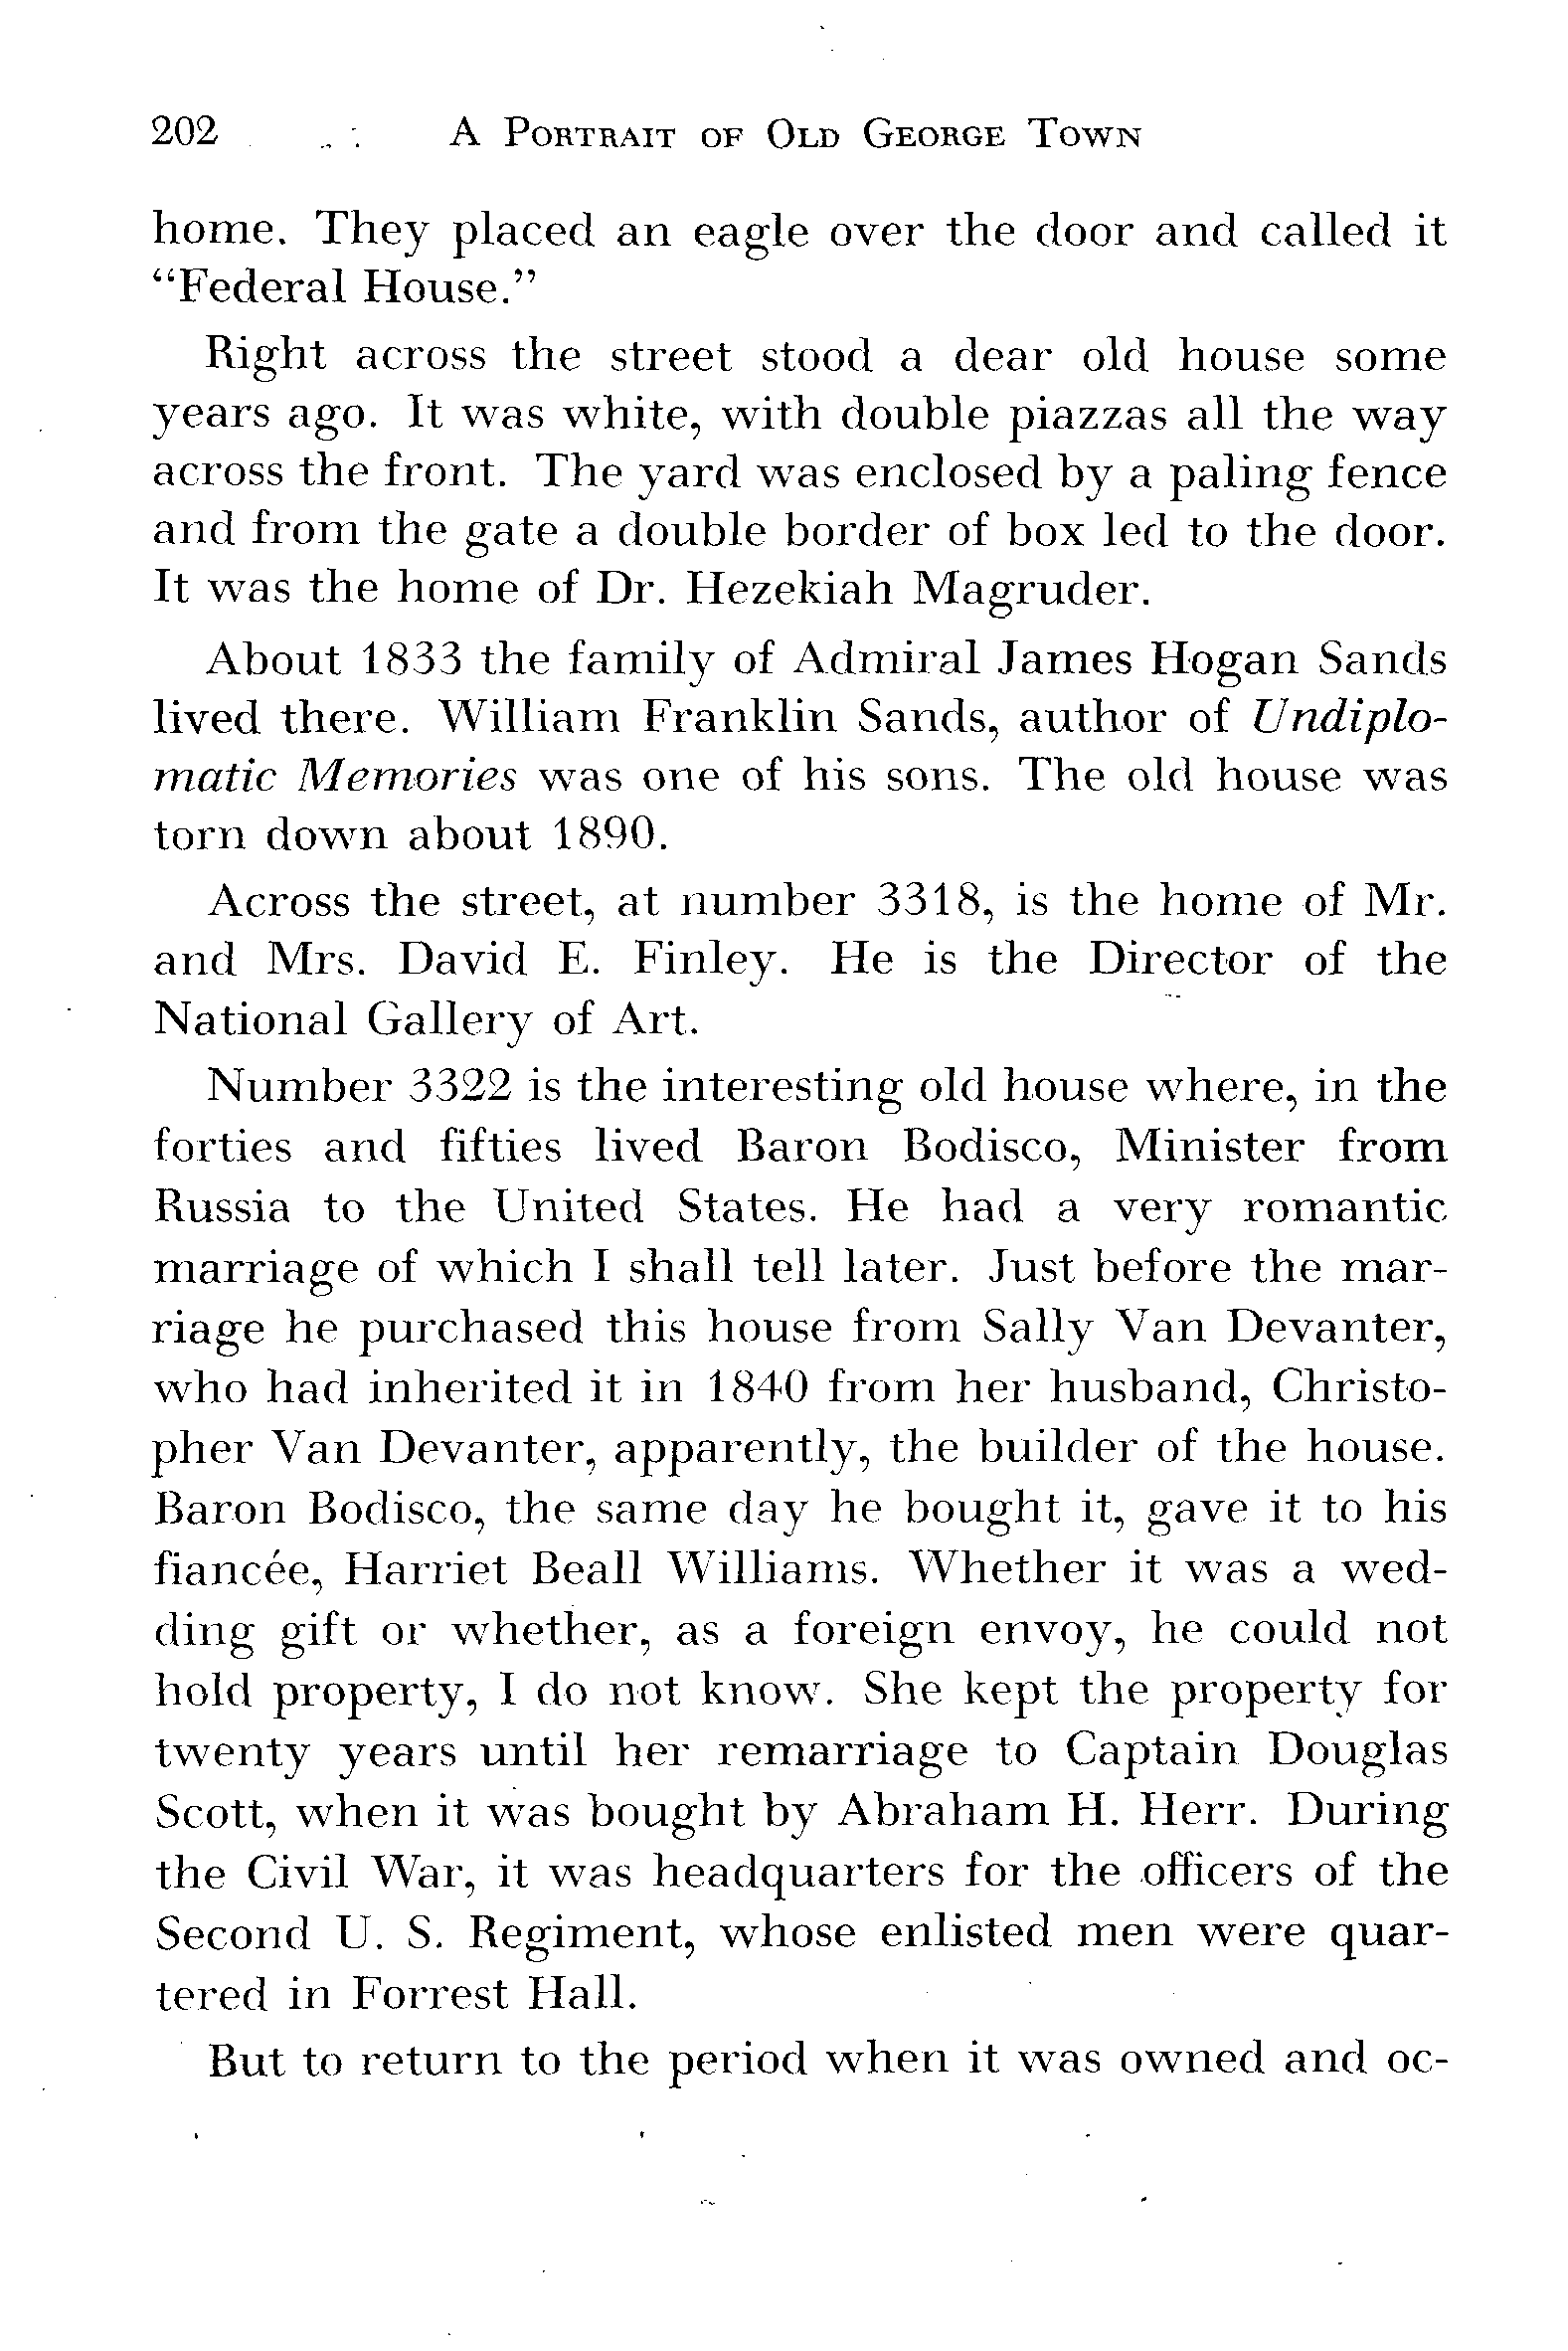 202 A Portrait of Old George Town
home. They placed an eagle over the door and called it
“Federal House.”
Right across the street stood a dear old house some
years ago. It was white, with double piazzas all the way
across the front. The yard was enclosed by a paling fence
and from the gate a double border of box led to the door.
It was the home of Dr. Hezekiah Magruder.
About 1833 the family of Admiral James Hogan Sands
lived there. William Franklin Sands, author of Undiplo-
matic Memories was one of his sons. The old house was
torn down about 1890.
Across the street, at number 3318, is the home of Mr.
and Mrs. David E. Finley. He is the Director of the
National Gallery of Art.
Number 3322 is the interesting old house where, in the
forties and fifties lived Baron Bodisco, Minister from
Russia to the United States. He had a very romantic
marriage of which I shall tell later. Just before the mar-
riage he purchased this house from Sally Van Devanter,
who had inherited it in 1840 from her husband, Christo-
pher Van Devanter, apparently, the builder of the house.
Baron Bodisco, the same day he bought it, gave it to his
fiancée, Harriet Beall Williams. Whether it was a wed-
ding gift or whether, as a foreign envoy, he could not
hold property, I do not know. She kept the property for
twenty years until her remarriage to Captain Douglas
Scott, when it was bought by Abraham H. Herr. During
the Civil War, it was headquarters for the officers of the
Second U. S. Regiment, whose enlisted men were quar-
tered in Forrest Hall.
But to return to the period when it was owned and oc-